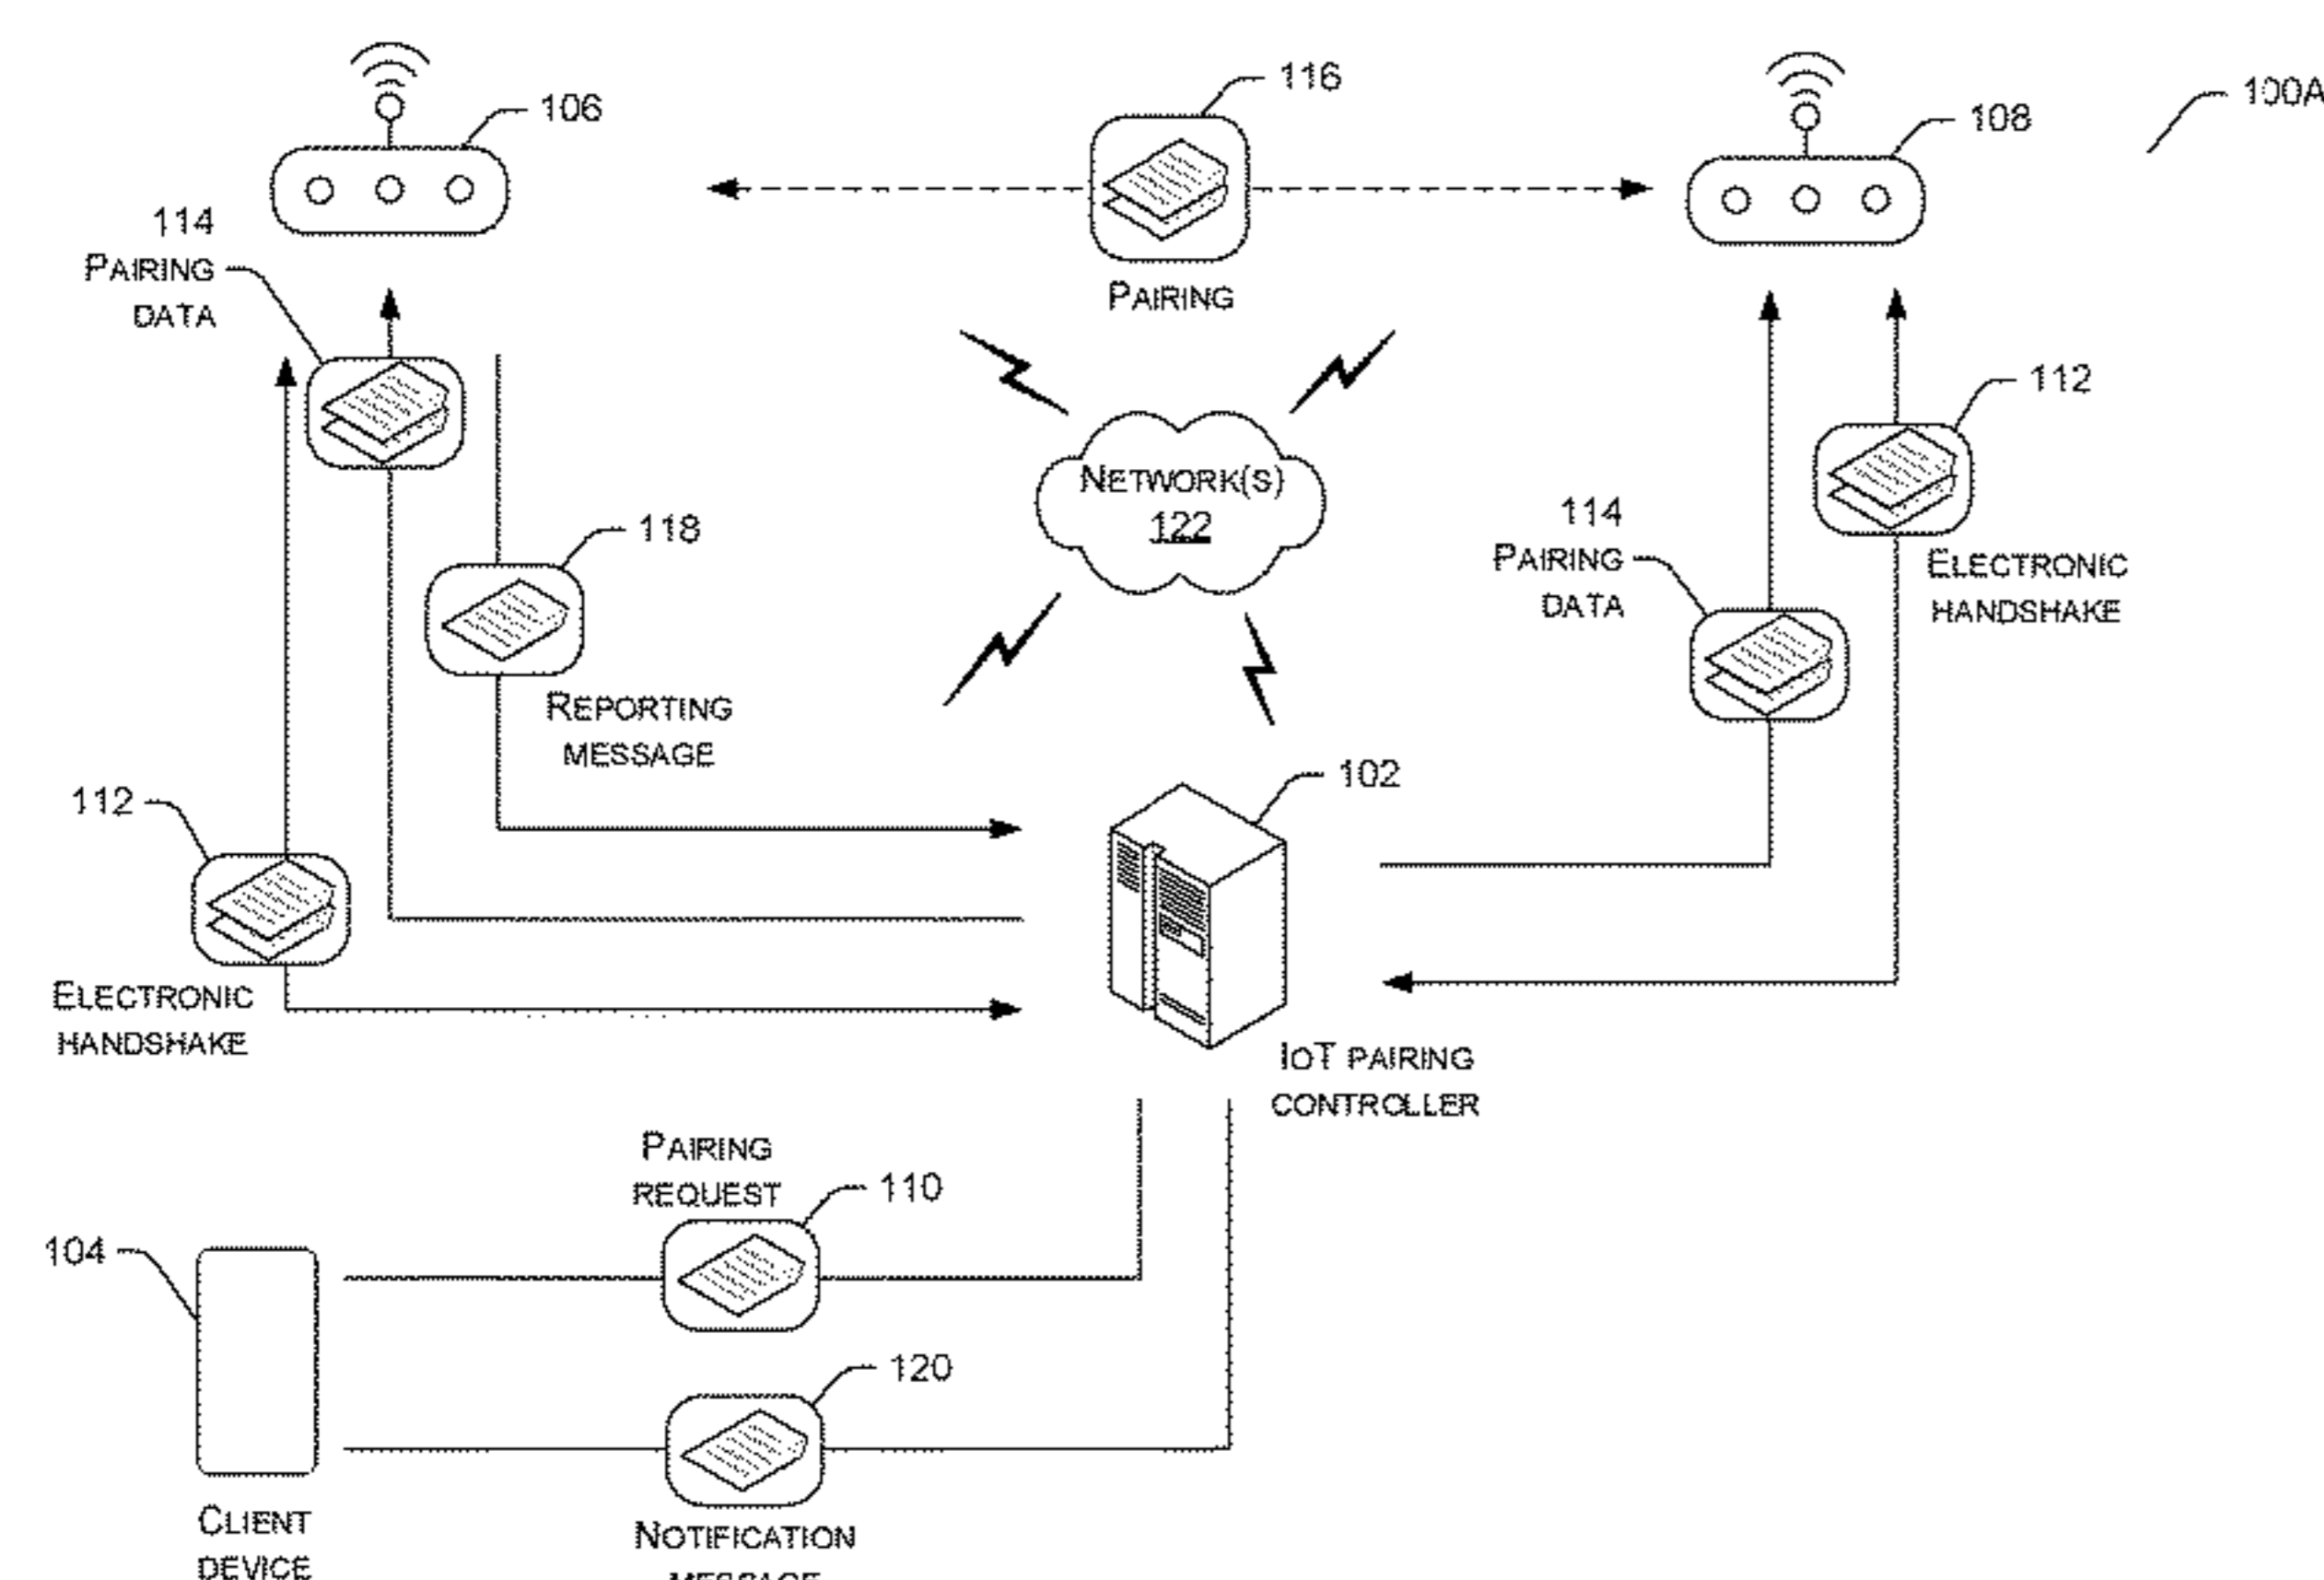 116
100A
106
108
114
PAIRING
DATA
PAIRING
112
NETWORK(S)
122
114
PAIRING
DATA
118
ELECTRONIC
HANDSHAKE
REPORTING
MESSAGE
102
112
ELECTRONIC
HANDSHAKE
IOT PAIRING
CONTROLLER
PAIRING
REQUEST
110
104
120
CLIENT
DEVICE
NOTIFICATION
MESSAGE